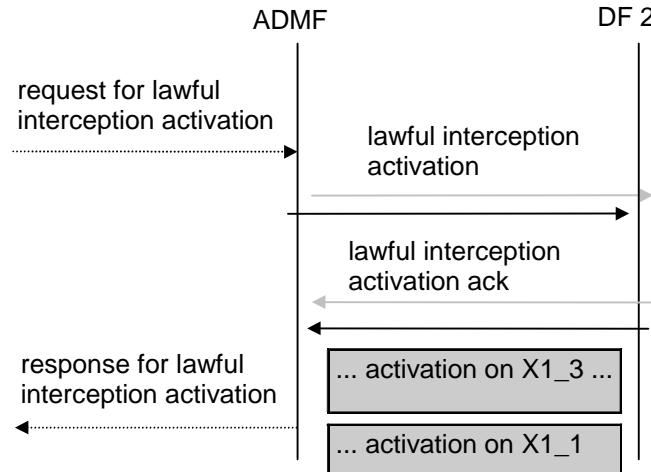 ADMF
DF 2
request for lawful
interception activation
lawful interception
activation
lawful interception
activation ack
response for lawful
interception activation
... activation on X1_3 ...
... activation on X1_1